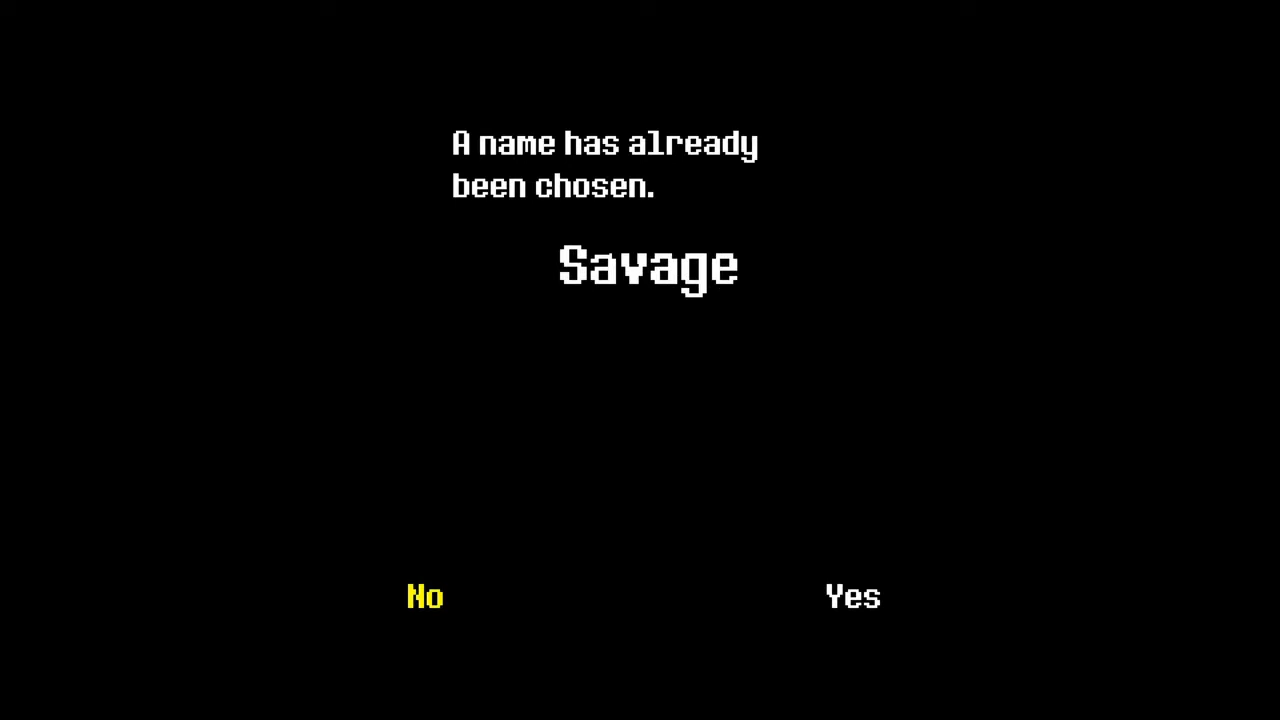 A name has already
been chosen.
Savage
No
Yes